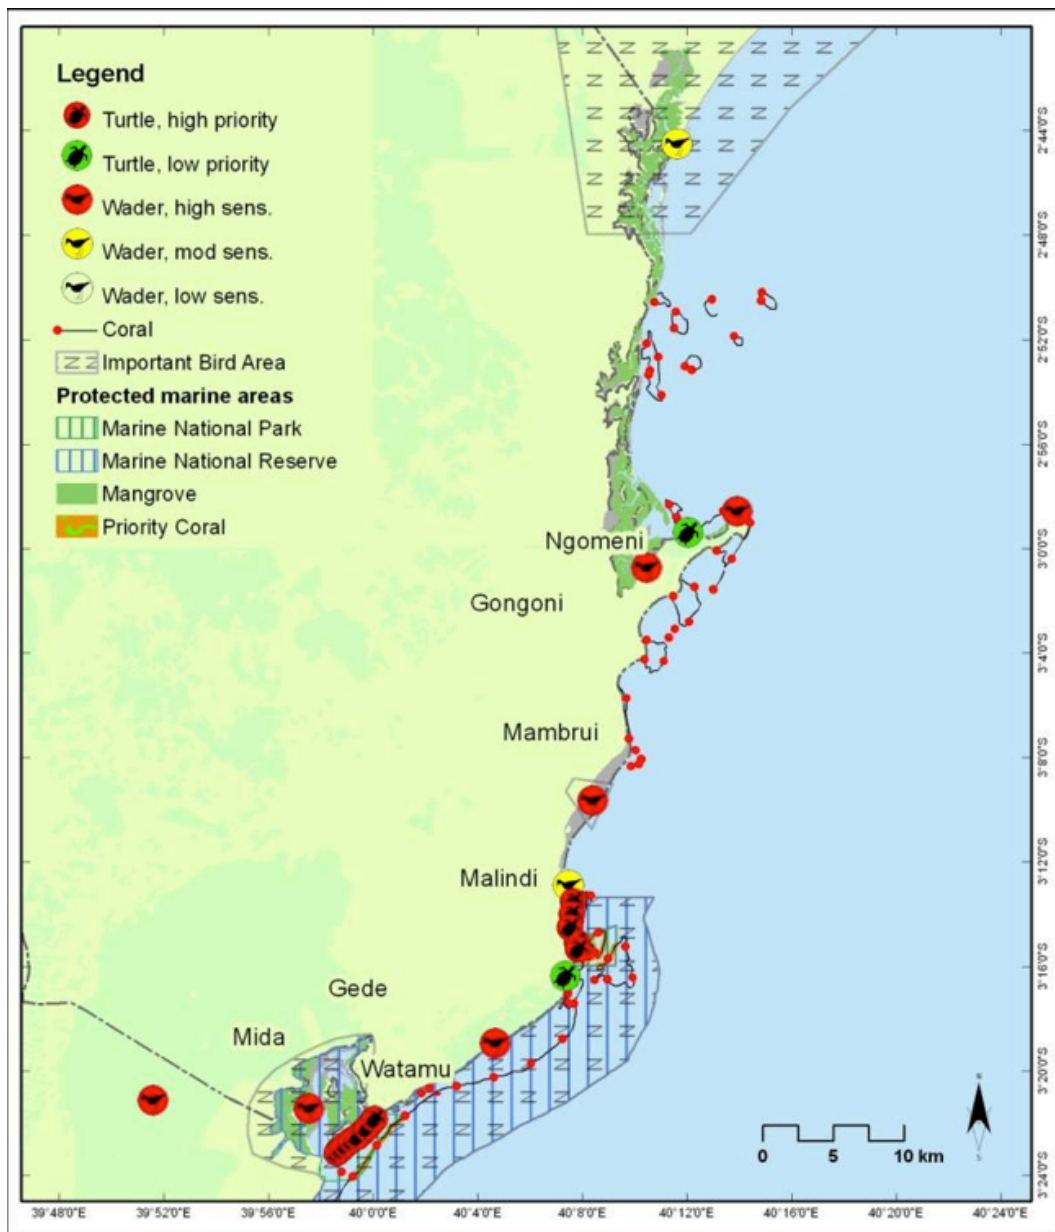 Legend
Turtle, high priority
Turtle, low priority
Wader, high sens.
Wader, mod sens.
Wader, low sens.
Coral
Important Bird Area
Protected marine areas
Marine National Park
Marine National Reserve
Mangrove
Priority Coral
Ngomeni
Gongoni
Mambrui
Malindi
Gede
Mida
Watamu
2°44'0"S
2°48'0"S
2°52'0"S
2°56'0"S
3°0'0"S
3°4'0"S
3°8'0"S
3°12'0"S
3°16'0"S
3°20'0"S
3°24'0"S
0 5 10 km
39°48'0"E 39°52'0"E 39°56'0"E 40°0'0"E 40°4'0"E 40°8'0"E 40°12'0"E 40°16'0"E 40°20'0"E 40°24'0"E